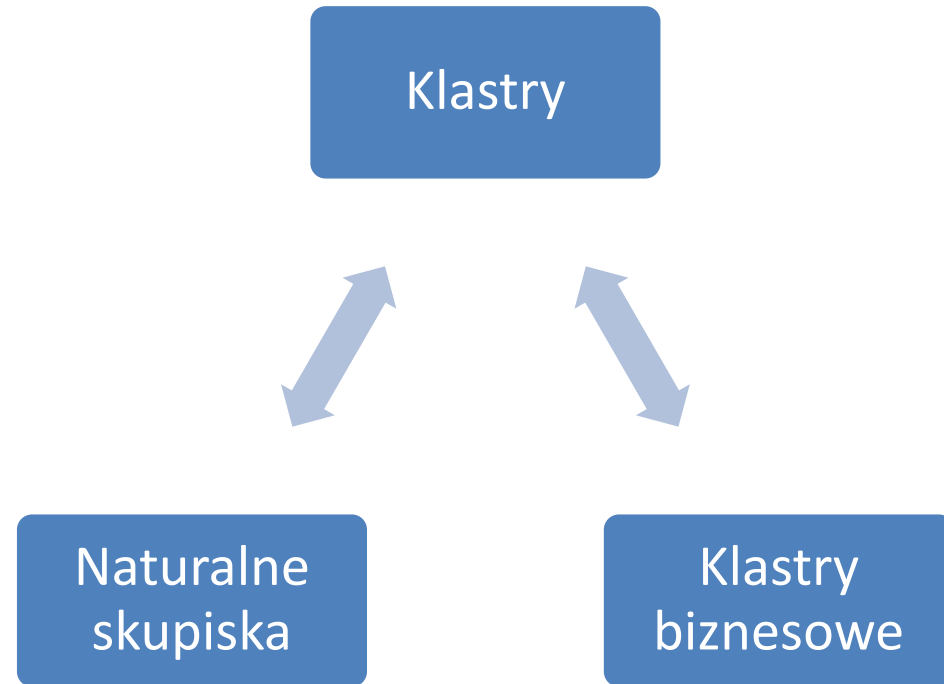 Klastry
Naturalne
skupiska
Klastry
biznesowe